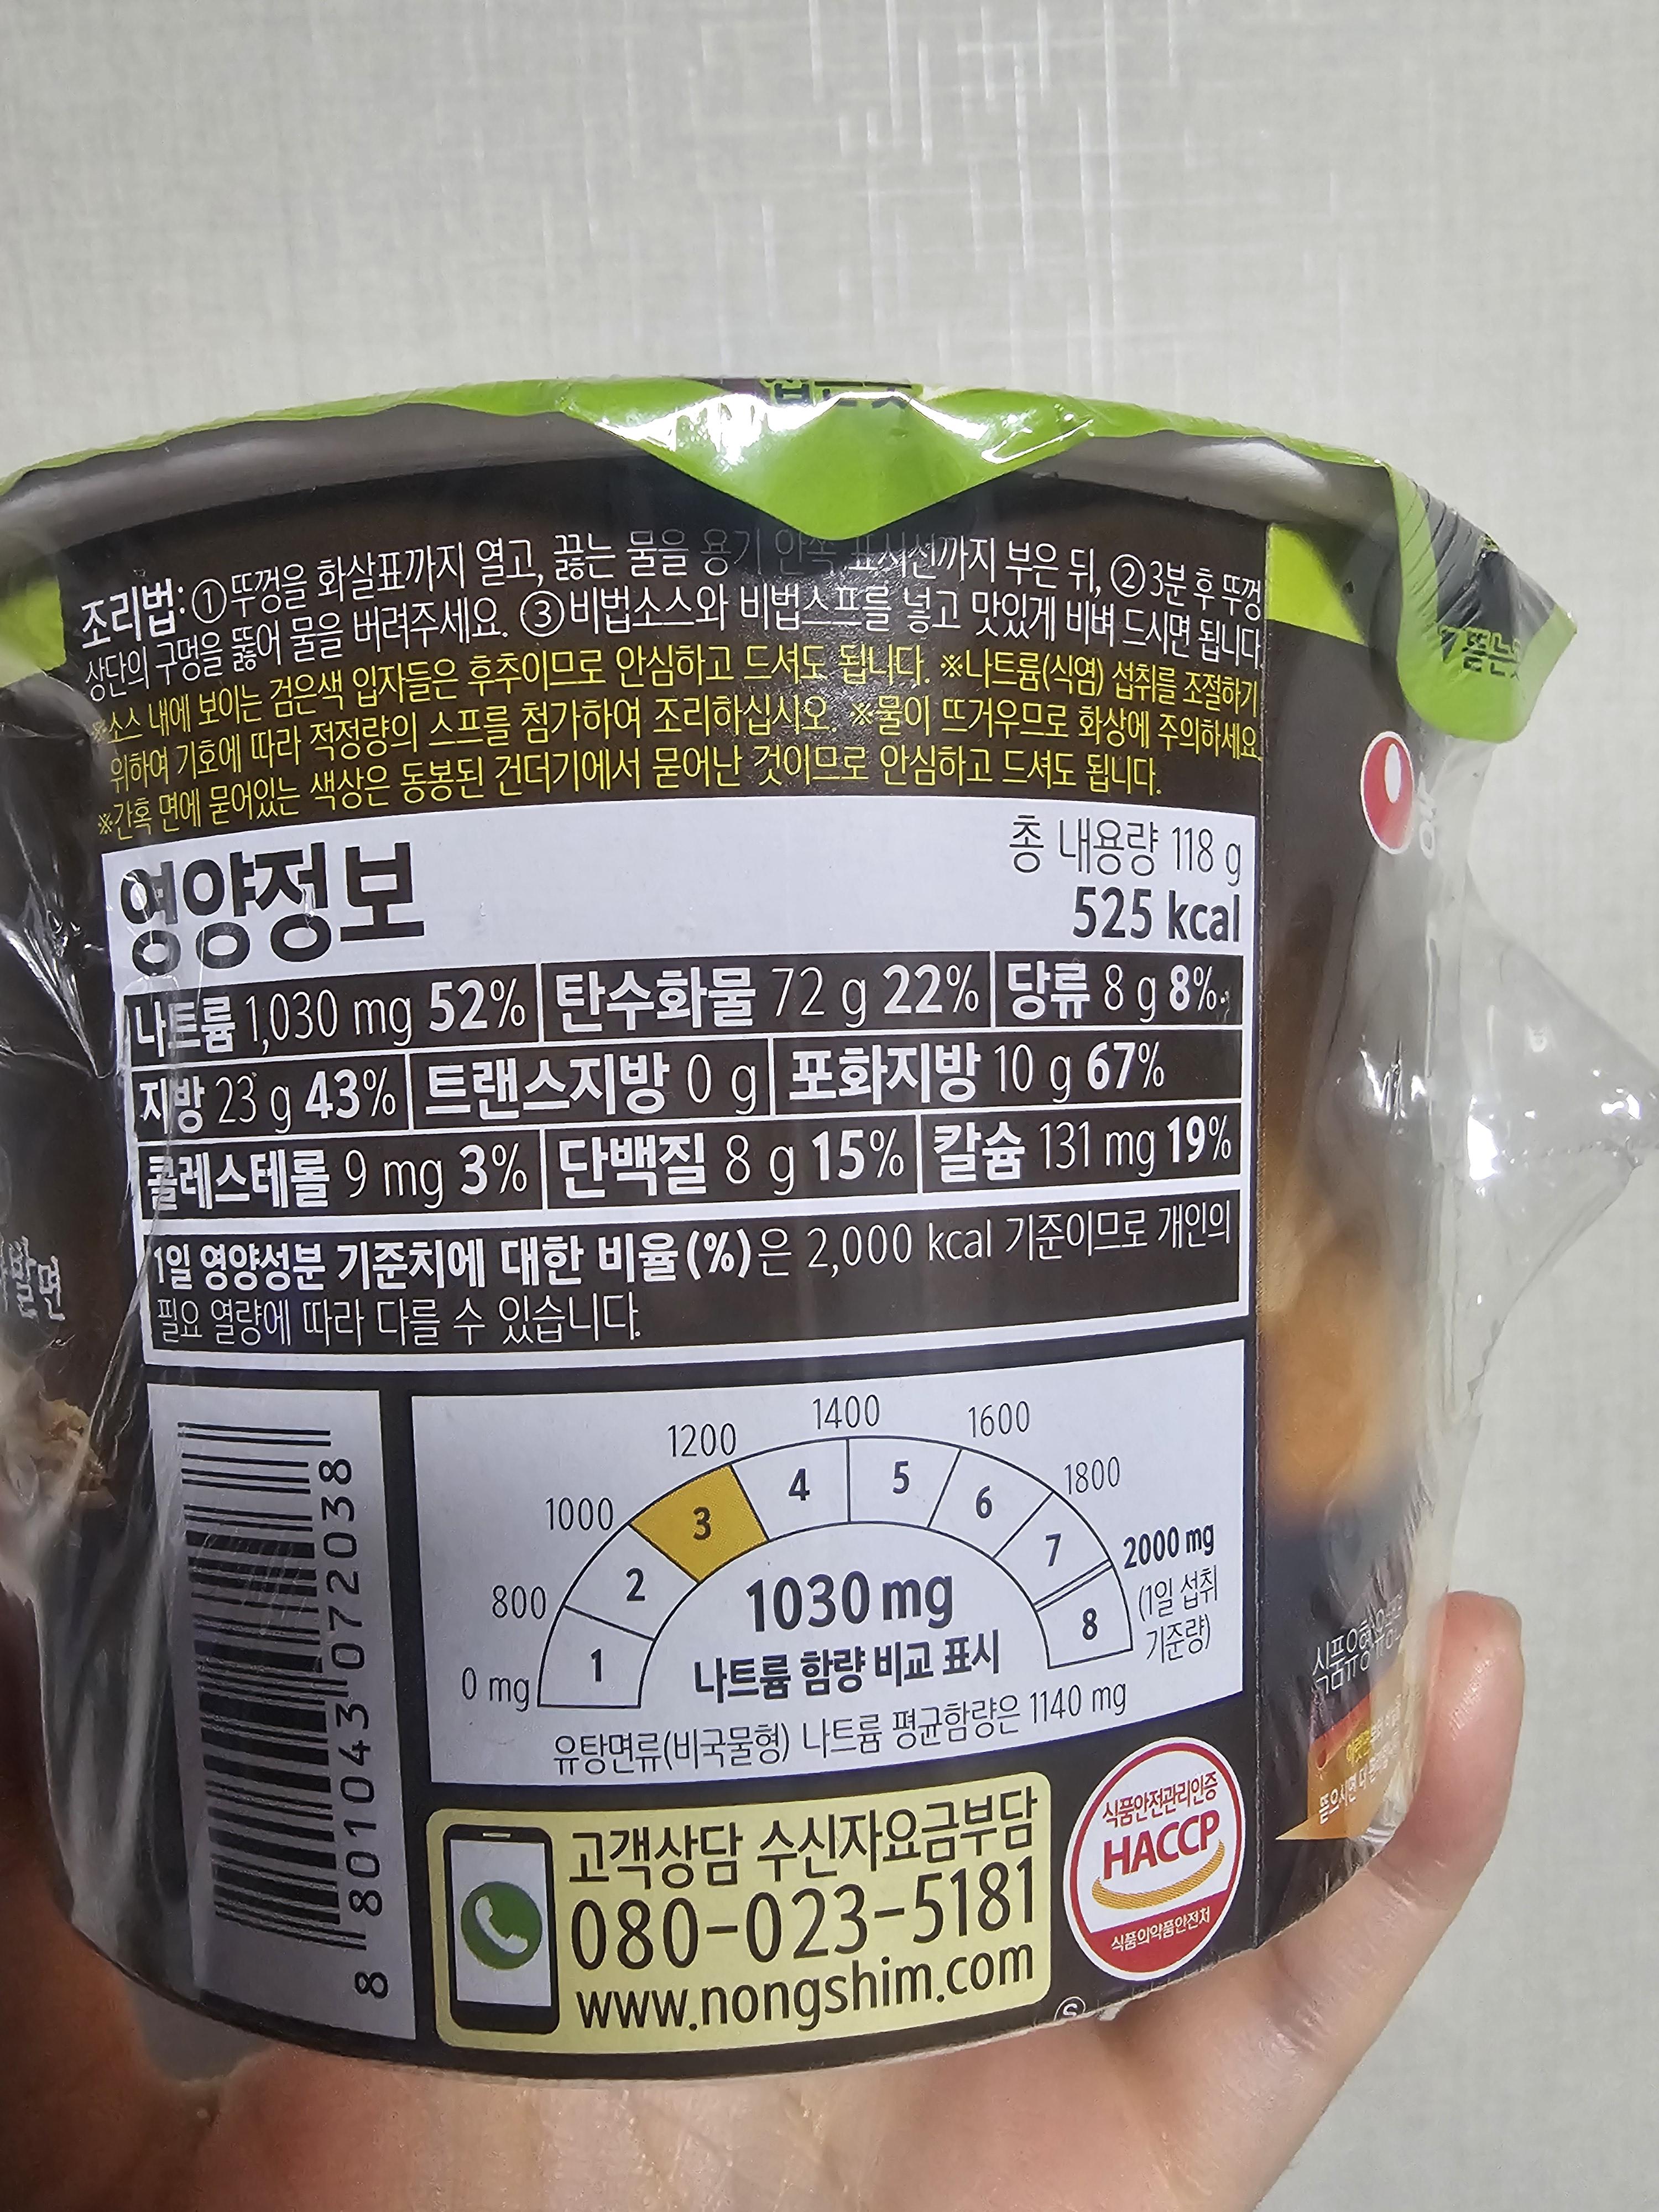 조리법: ①뚜껑을 화살표까지 열고, 끓는 물을 용기 안쪽 표시선까지 부은 뒤, ②3분 후 뚜껑
상단의 구멍을 뚫어 물을 버려주세요. ③비법소스와 비법스프를 넣고 맛있게 비벼 드시면 됩니다.
※소스 내에 보이는 검은색 입자들은 후추이므로 안심하고 드셔도 됩니다. ※나트륨(식염) 섭취를 조절하기
위하여 기호에 따라 적정량의 스프를 첨가하여 조리하십시오. ※물이 뜨거우므로 화상에 주의하세요.
※간혹 면에 묻어있는 색상은 동봉된 건더기에서 묻어난 것이므로 안심하고 드셔도 됩니다.
영양정보
총 내용량 118 g
525 kcal
나트륨 1,030 mg 52% 탄수화물 72 g 22% 당류 8 g 8%
지방 23 g 43% 트랜스지방 0 g 포화지방 10 g 67%
콜레스테롤 9 mg 3% 단백질 8 g 15% 칼슘 131 mg 19%
1일 영양성분 기준치에 대한 비율(%)은 2,000 kcal 기준이므로 개인의
필요 열량에 따라 다를 수 있습니다.
0 mg 800 1000 1200 1400 1600 1800 2000 mg
(1일 섭취
기준량)
1 2 3 4 5 6 7 8
1030 mg
나트륨 함량 비교 표시
유탕면류(비국물형) 나트륨 평균함량은 1140 mg
8 801043 072038
고객상담 수신자요금부담
080-023-5181
www.nongshim.com
식품안전관리인증
HACCP
식품의약품안전처
S